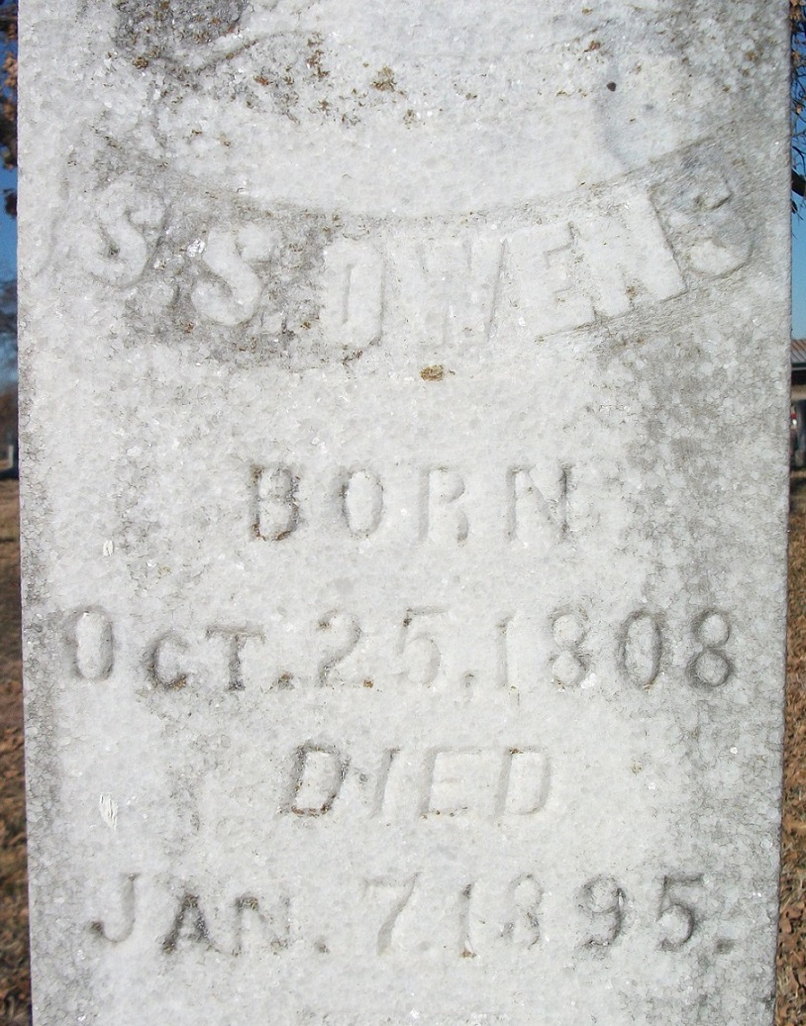 S. S. OWENS
BORN
OCT. 25, 1808
DIED
JAN. 7, 1895.